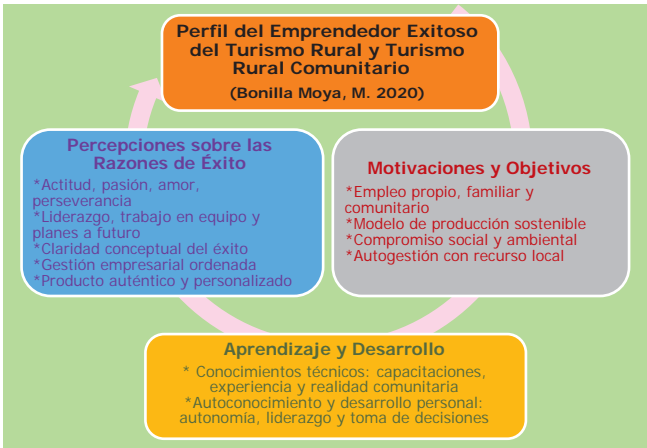 Perfil del Emprendedor Exitoso
del Turismo Rural y Turismo
Rural Comunitario
(Bonilla Moya, M. 2020)
Percepciones sobre las
Razones de Éxito
*Actitud, pasión, amor,
perseverancia
*Liderazgo, trabajo en equipo y
planes a futuro
*Claridad conceptual del éxito
*Gestión empresarial ordenada
*Producto auténtico y personalizado
Motivaciones y Objetivos
*Empleo propio, familiar y
comunitario
*Modelo de producción sostenible
*Compromiso social y ambiental
*Autogestión con recurso local
Aprendizaje y Desarrollo
* Conocimientos técnicos: capacitaciones,
experiencia y realidad comunitaria
*Autoconocimiento y desarrollo personal:
autonomía, liderazgo y toma de decisiones